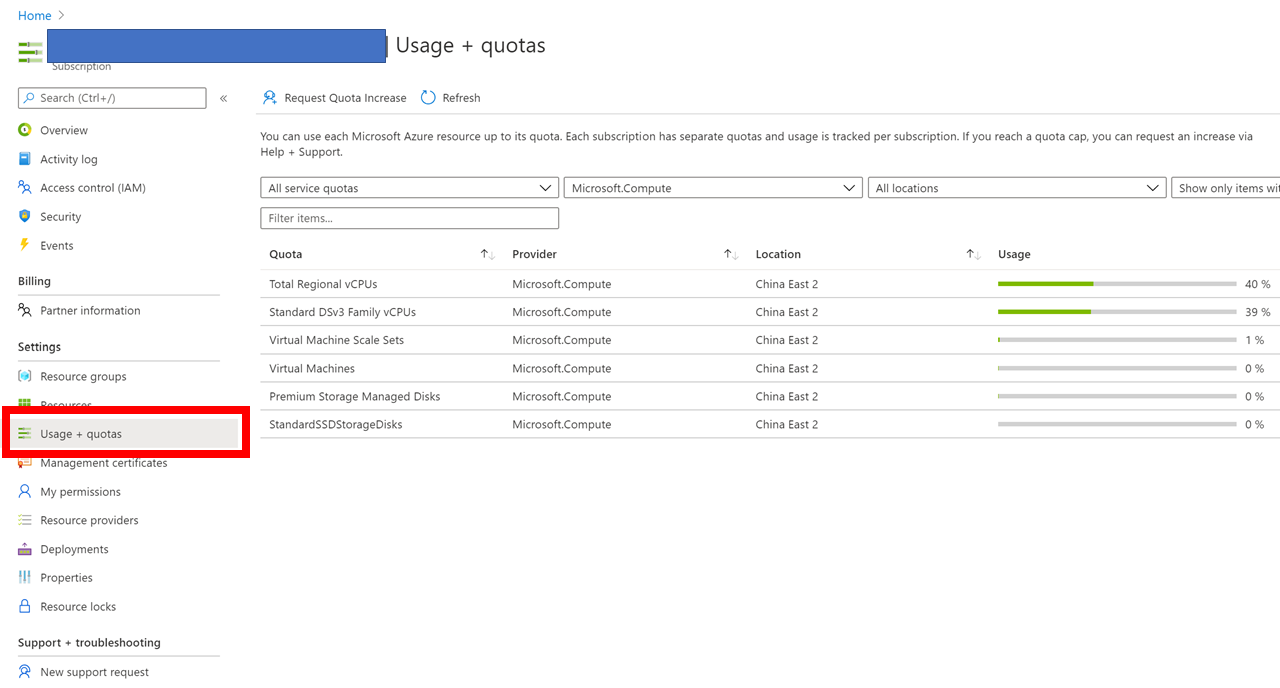 Home
Usage + quotas
Subscription
Search (Ctrl+/)
«
Overview
Activity log
Access control (IAM)
Security
Events
Billing
Partner information
Settings
Resource groups
Resources
Usage + quotas
Management certificates
My permissions
Resource providers
Deployments
Properties
Resource locks
Support + troubleshooting
New support request
Request Quota Increase Refresh
You can use each Microsoft Azure resource up to its quota. Each subscription has separate quotas and usage is tracked per subscription. If you reach a quota cap, you can request an increase via
Help + Support.
All service quotas Microsoft.Compute All locations Show only items wit
Filter items...
Quota Provider Location Usage
Total Regional vCPUs Microsoft.Compute China East 2 40 %
Standard DSv3 Family vCPUs Microsoft.Compute China East 2 39 %
Virtual Machine Scale Sets Microsoft.Compute China East 2 1 %
Virtual Machines Microsoft.Compute China East 2 0 %
Premium Storage Managed Disks Microsoft.Compute China East 2 0 %
StandardSSDStorageDisks Microsoft.Compute China East 2 0 %